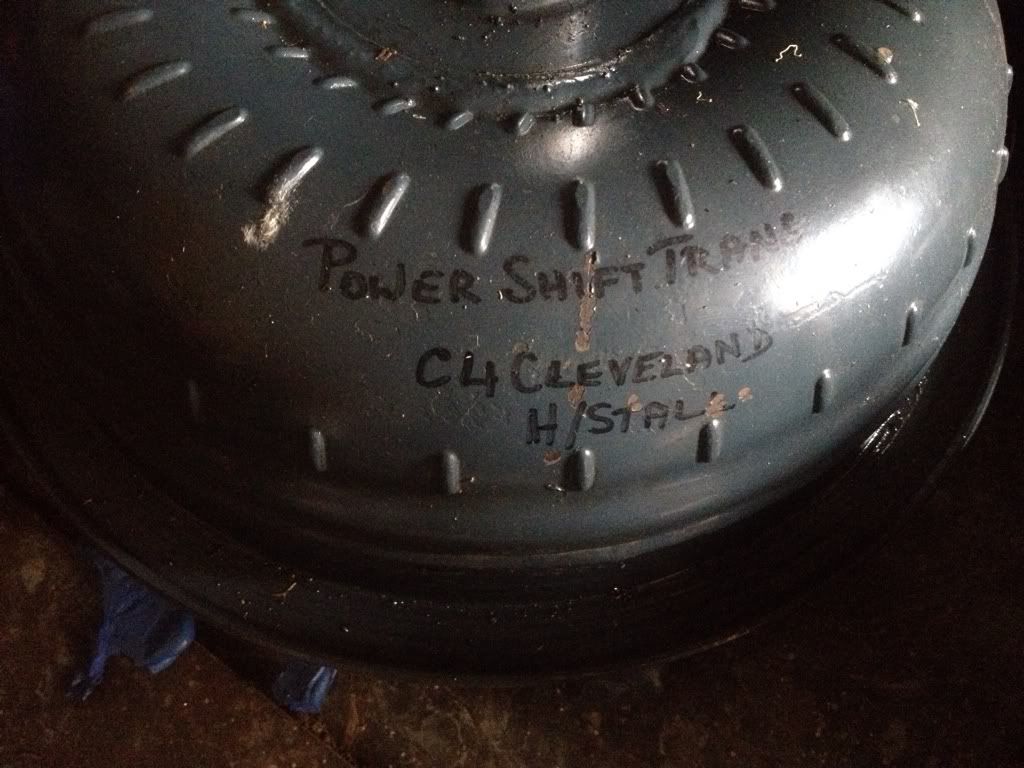 POWER SHIFT TRANS
C4 CLEVELAND
H/STALL